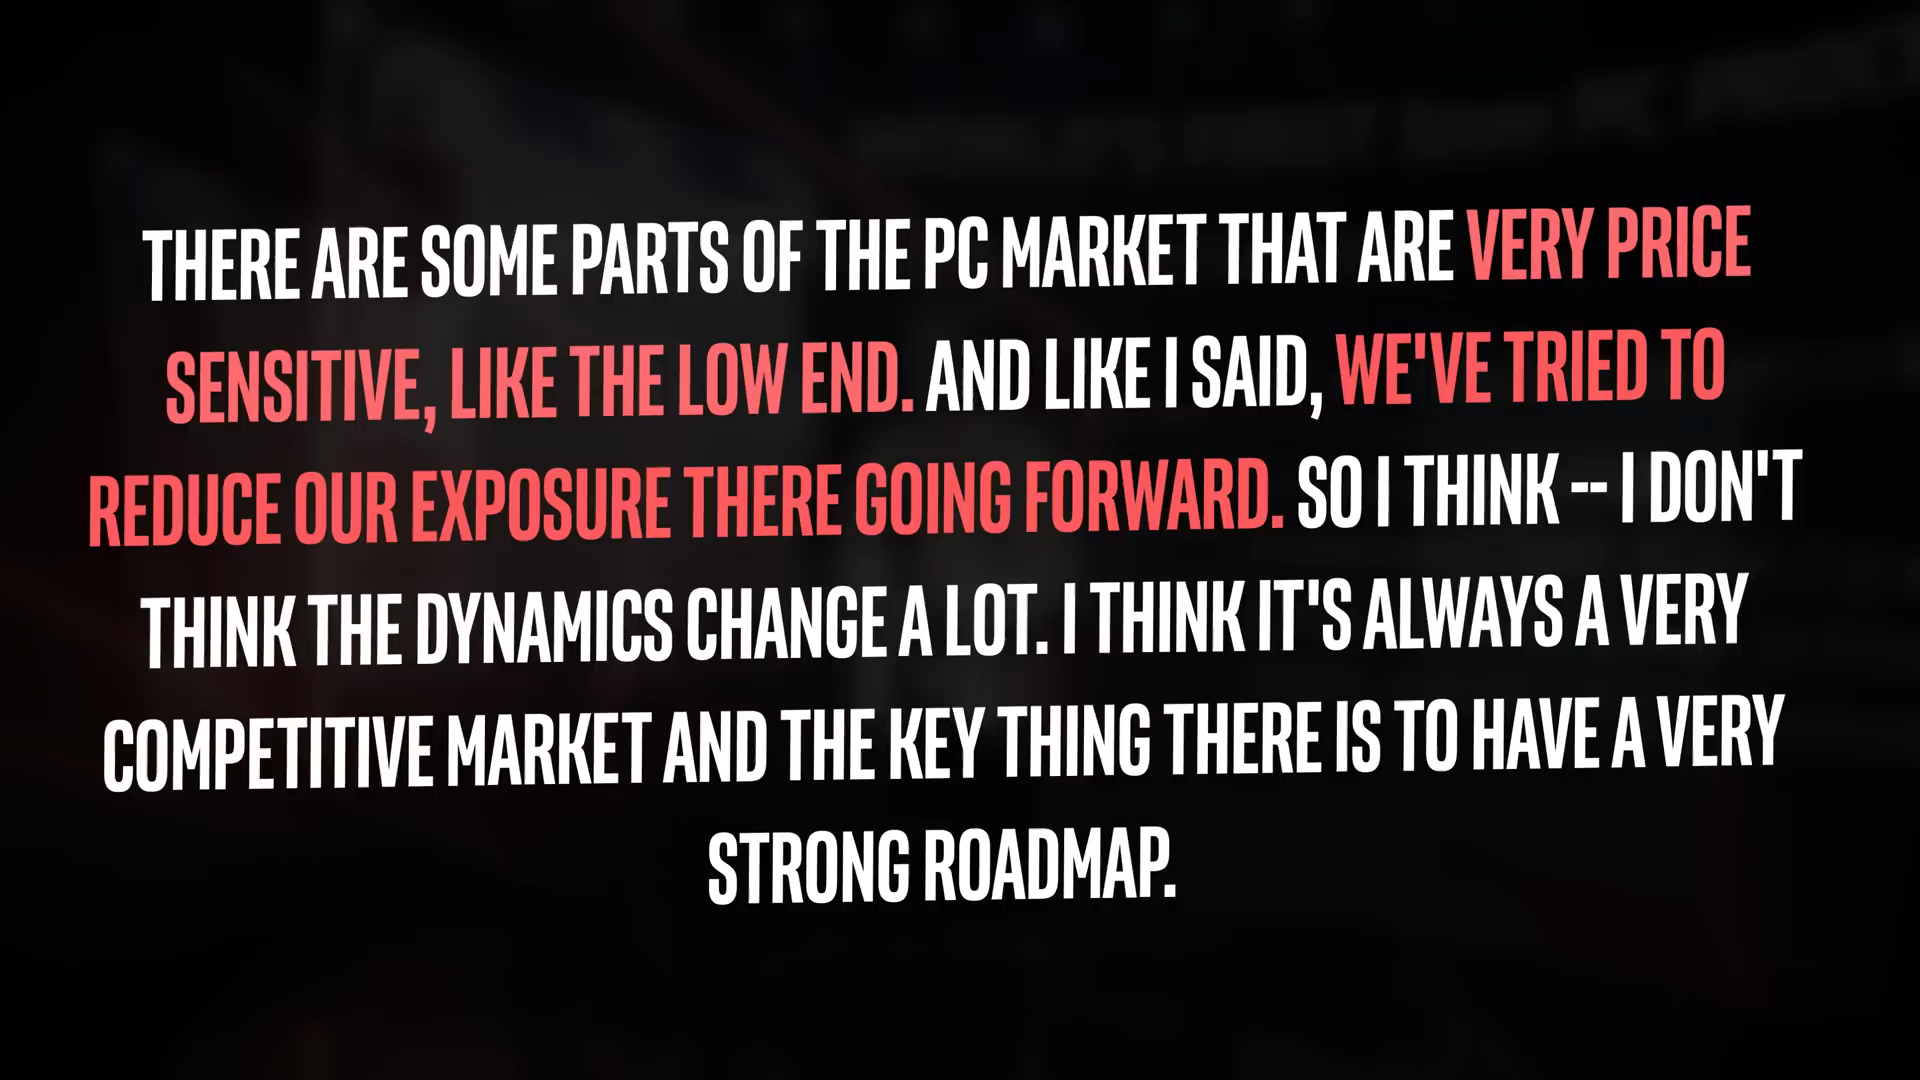 THERE ARE SOME PARTS OF THE PC MARKET THAT ARE VERY PRICE
SENSITIVE, LIKE THE LOW END. AND LIKE I SAID, WE'VE TRIED TO
REDUCE OUR EXPOSURE THERE GOING FORWARD. SO I THINK -- I DON'T
THINK THE DYNAMICS CHANGE A LOT. I THINK IT'S ALWAYS A VERY
COMPETITIVE MARKET AND THE KEY THING THERE IS TO HAVE A VERY
STRONG ROADMAP.